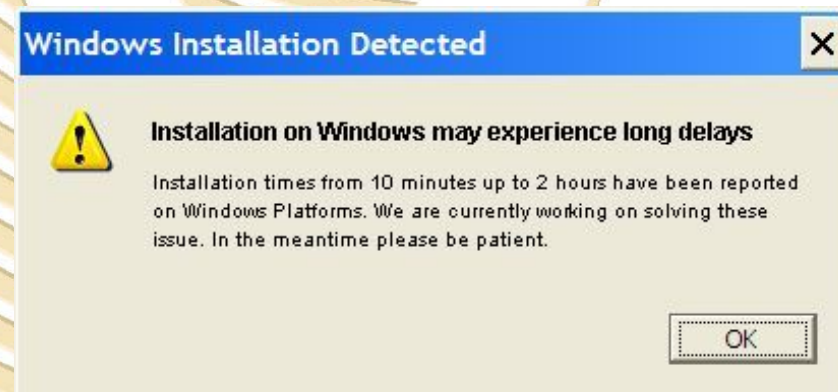 Windows Installation Detected
Installation on Windows may experience long delays
Installation times from 10 minutes up to 2 hours have been reported
on Windows Platforms. We are currently working on solving these
issue. In the meantime please be patient.
OK